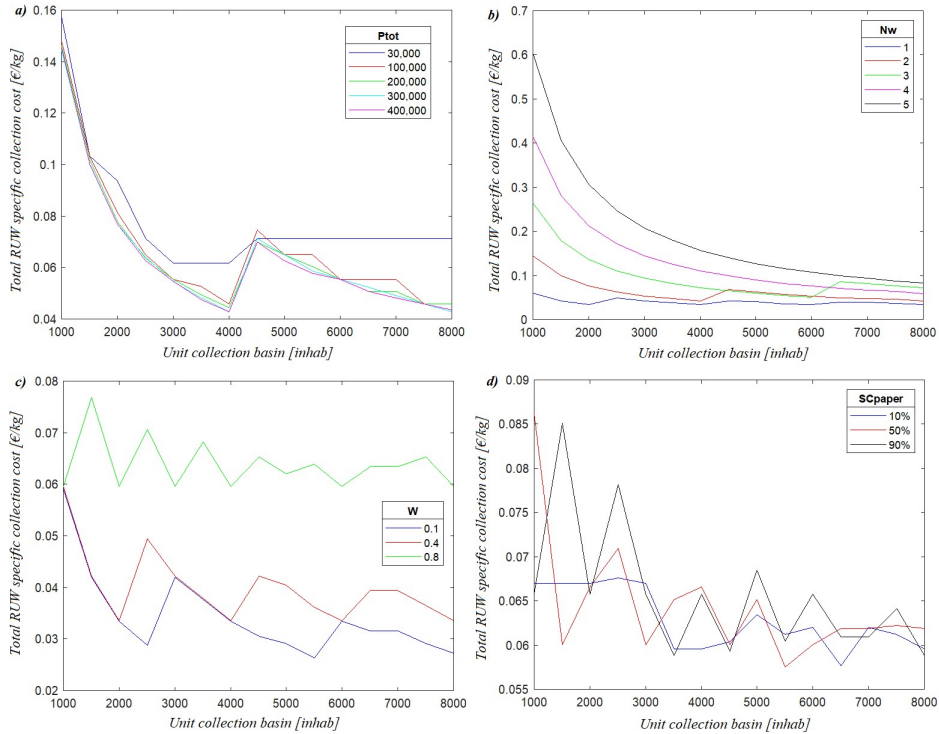 a)
Total RUW specific collection cost [€/kg]
0.16
0.14
0.12
0.1
0.08
0.06
0.04
1000 2000 3000 4000 5000 6000 7000 8000
Unit collection basin [inhab]
Ptot
30,000
100,000
200,000
300,000
400,000
b)
Total RUW specific collection cost [€/kg]
0.7
0.6
0.5
0.4
0.3
0.2
0.1
0
1000 2000 3000 4000 5000 6000 7000 8000
Unit collection basin [inhab]
Nw
1
2
3
4
5
c)
Total RUW specific collection cost [€/kg]
0.08
0.07
0.06
0.05
0.04
0.03
0.02
1000 2000 3000 4000 5000 6000 7000 8000
Unit collection basin [inhab]
W
0.1
0.4
0.8
d)
Total RUW specific collection cost [€/kg]
0.09
0.085
0.08
0.075
0.07
0.065
0.06
0.055
1000 2000 3000 4000 5000 6000 7000 8000
Unit collection basin [inhab]
SCpaper
10%
50%
90%